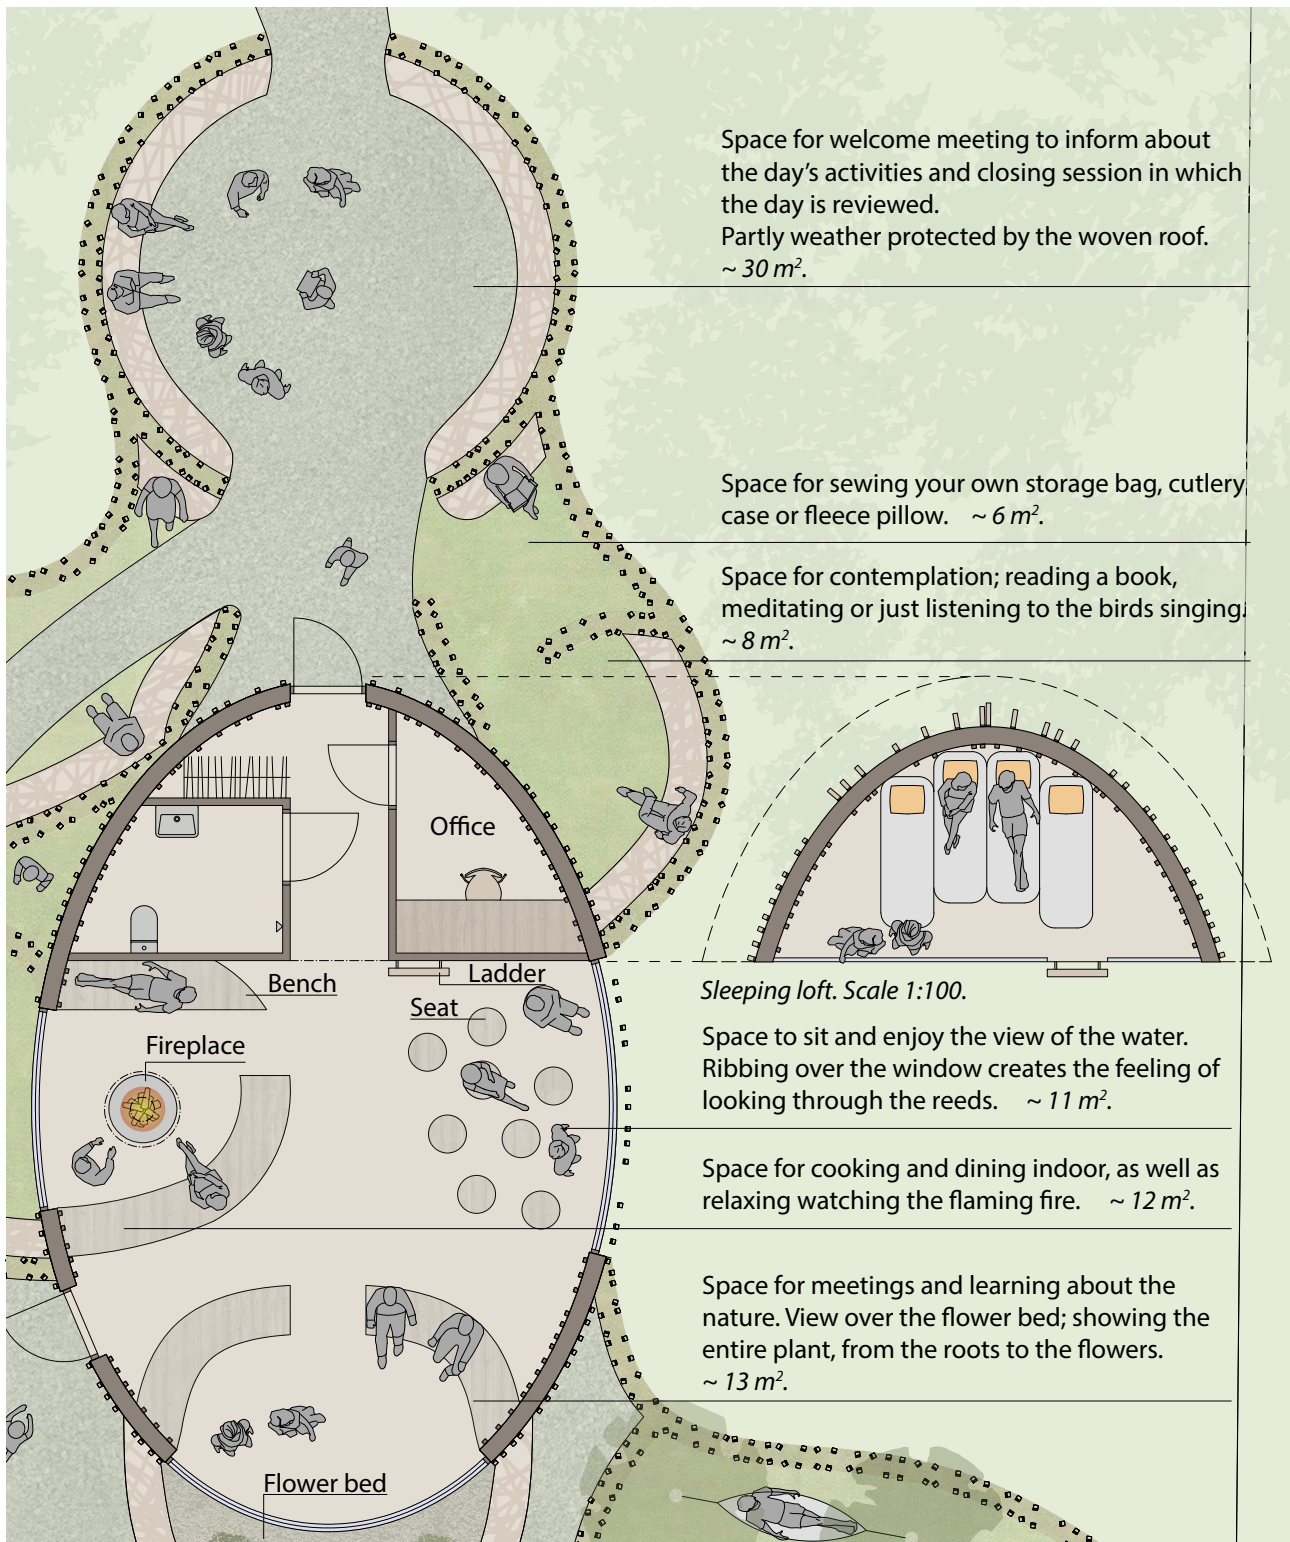 Space for welcome meeting to inform about
the day's activities and closing session in which
the day is reviewed.
Partly weather protected by the woven roof.
~ 30 m².
Space for sewing your own storage bag, cutlery
case or fleece pillow. ~ 6 m².
Space for contemplation; reading a book,
meditating or just listening to the birds singing.
~ 8 m².
Office
Bench
Ladder
Seat
Fireplace
Sleeping loft. Scale 1:100.
Space to sit and enjoy the view of the water.
Ribbing over the window creates the feeling of
looking through the reeds. ~ 11 m².
Space for cooking and dining indoor, as well as
relaxing watching the flaming fire. ~ 12 m².
Space for meetings and learning about the
nature. View over the flower bed; showing the
entire plant, from the roots to the flowers.
~ 13 m².
Flower bed